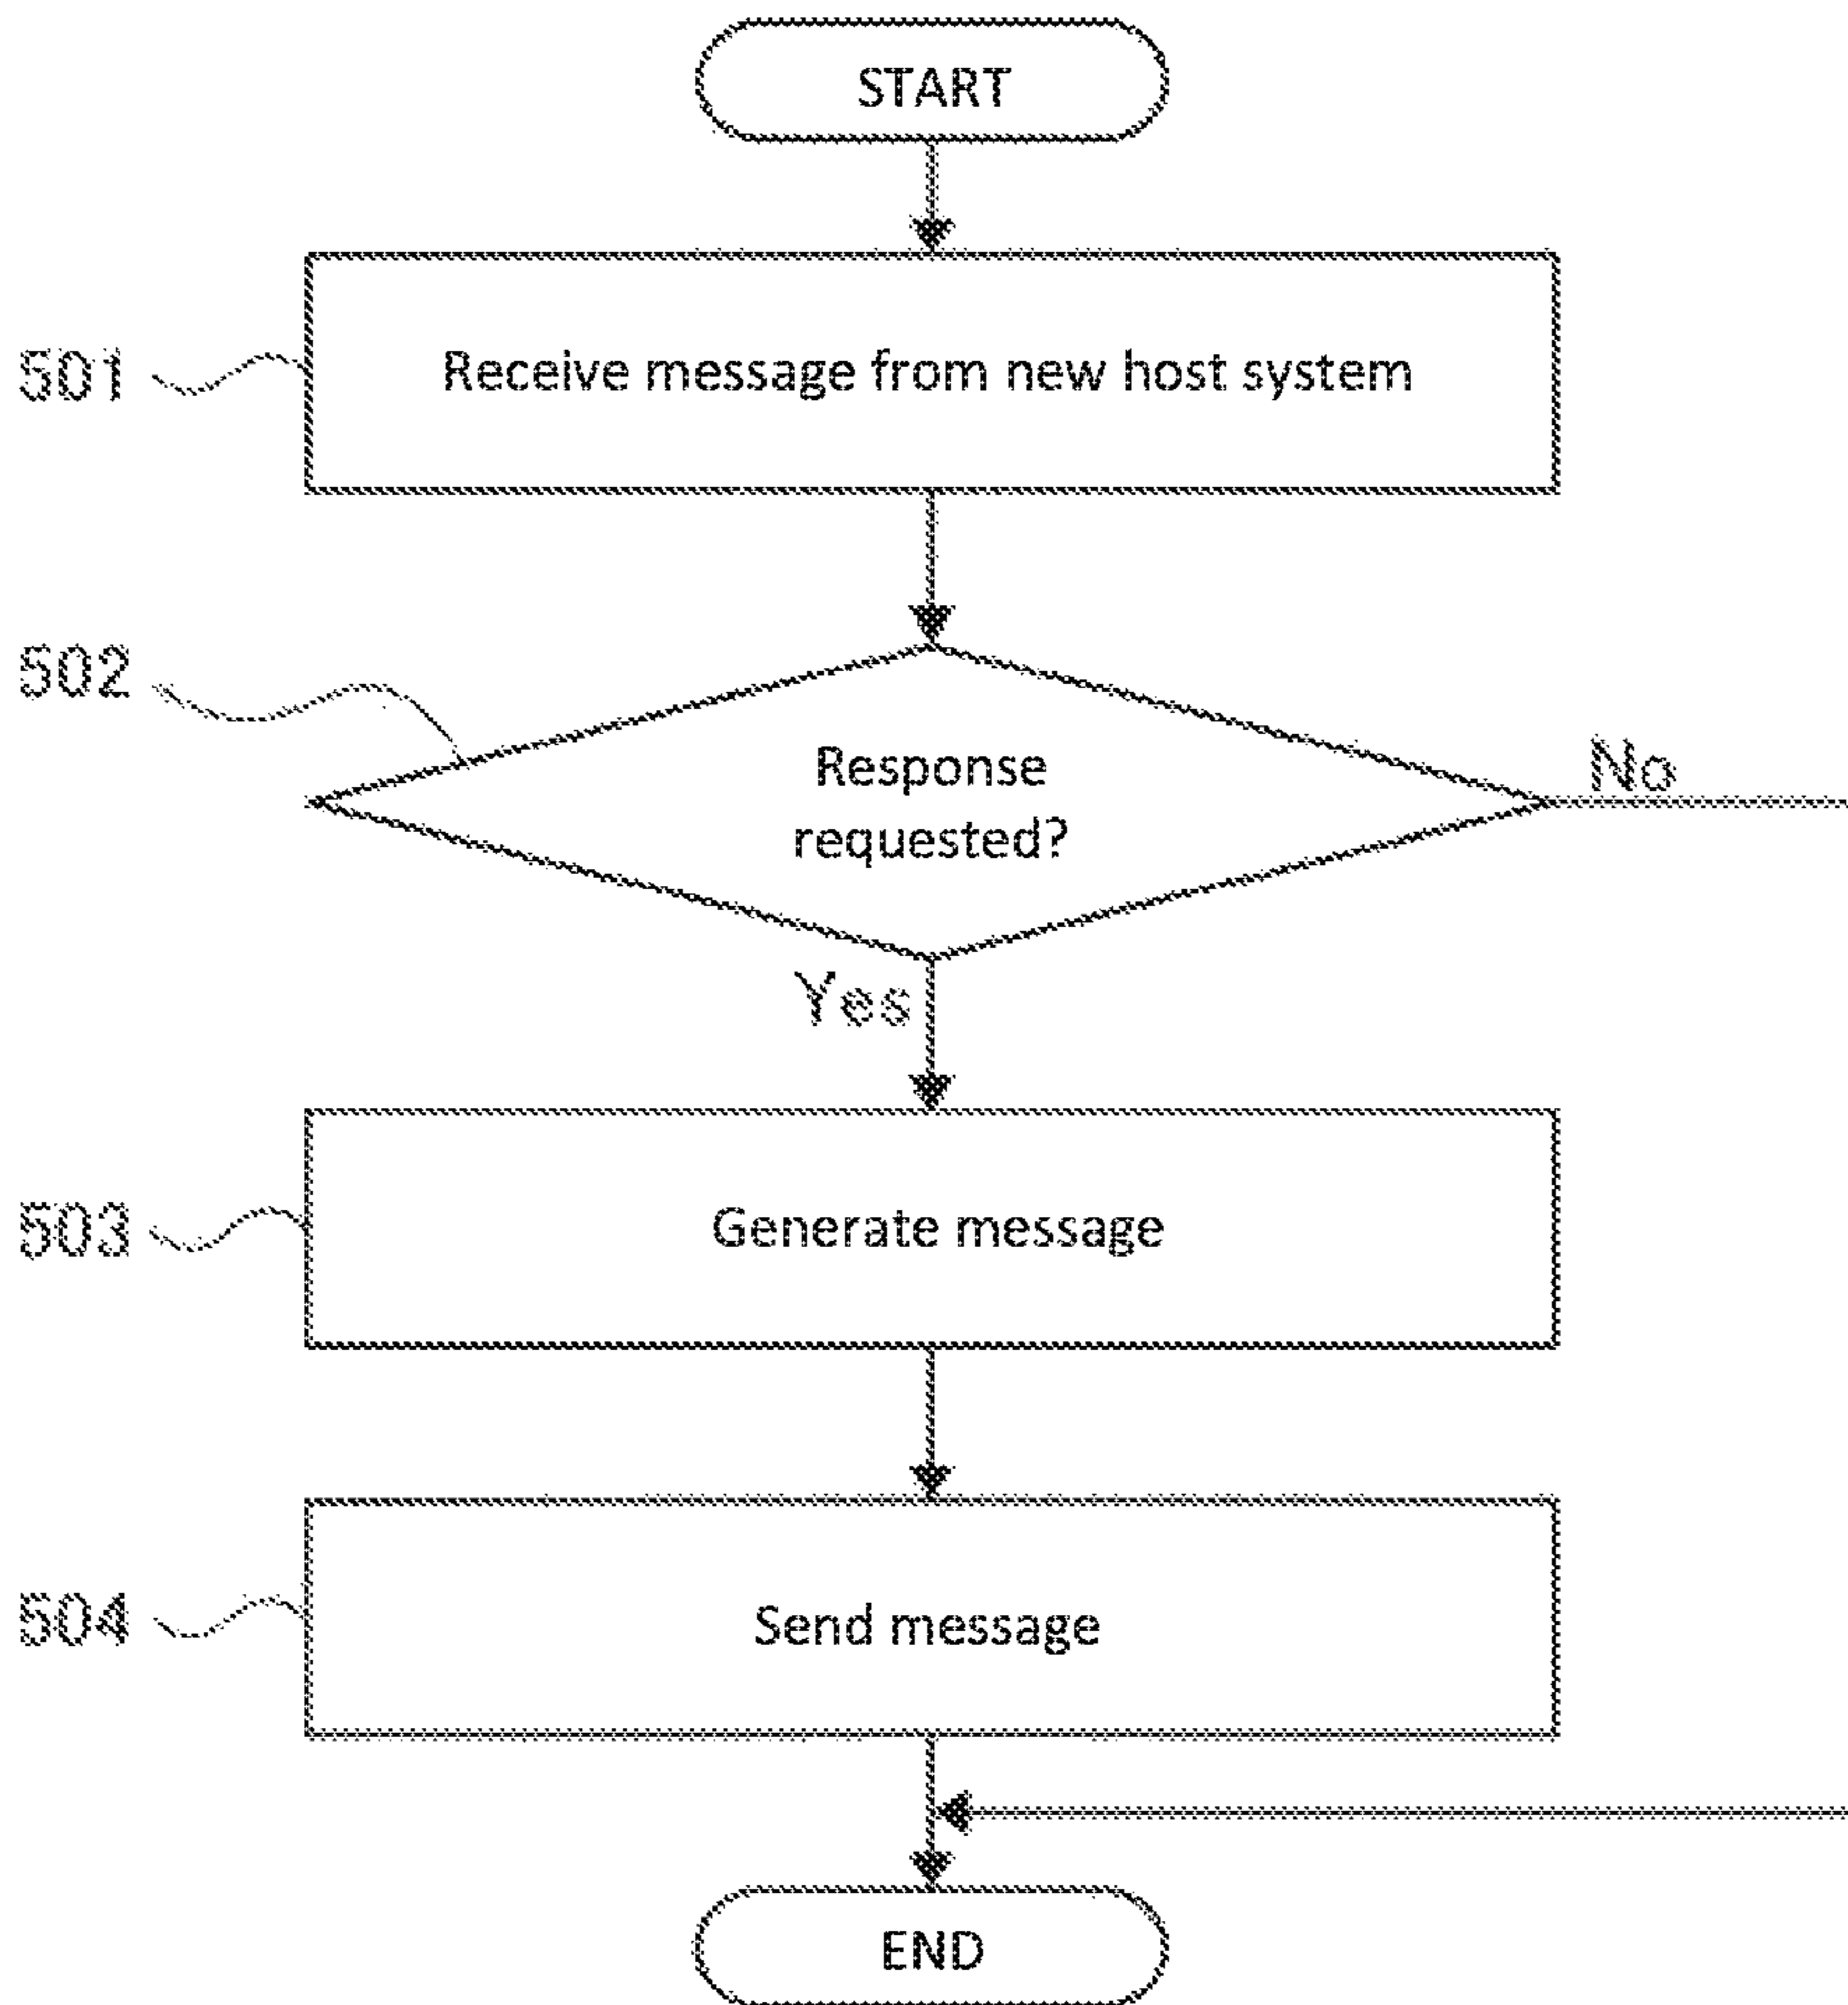 START
501
Receive message from new host system
502
Response
requested?
No
Yes
503
Generate message
504
Send message
END